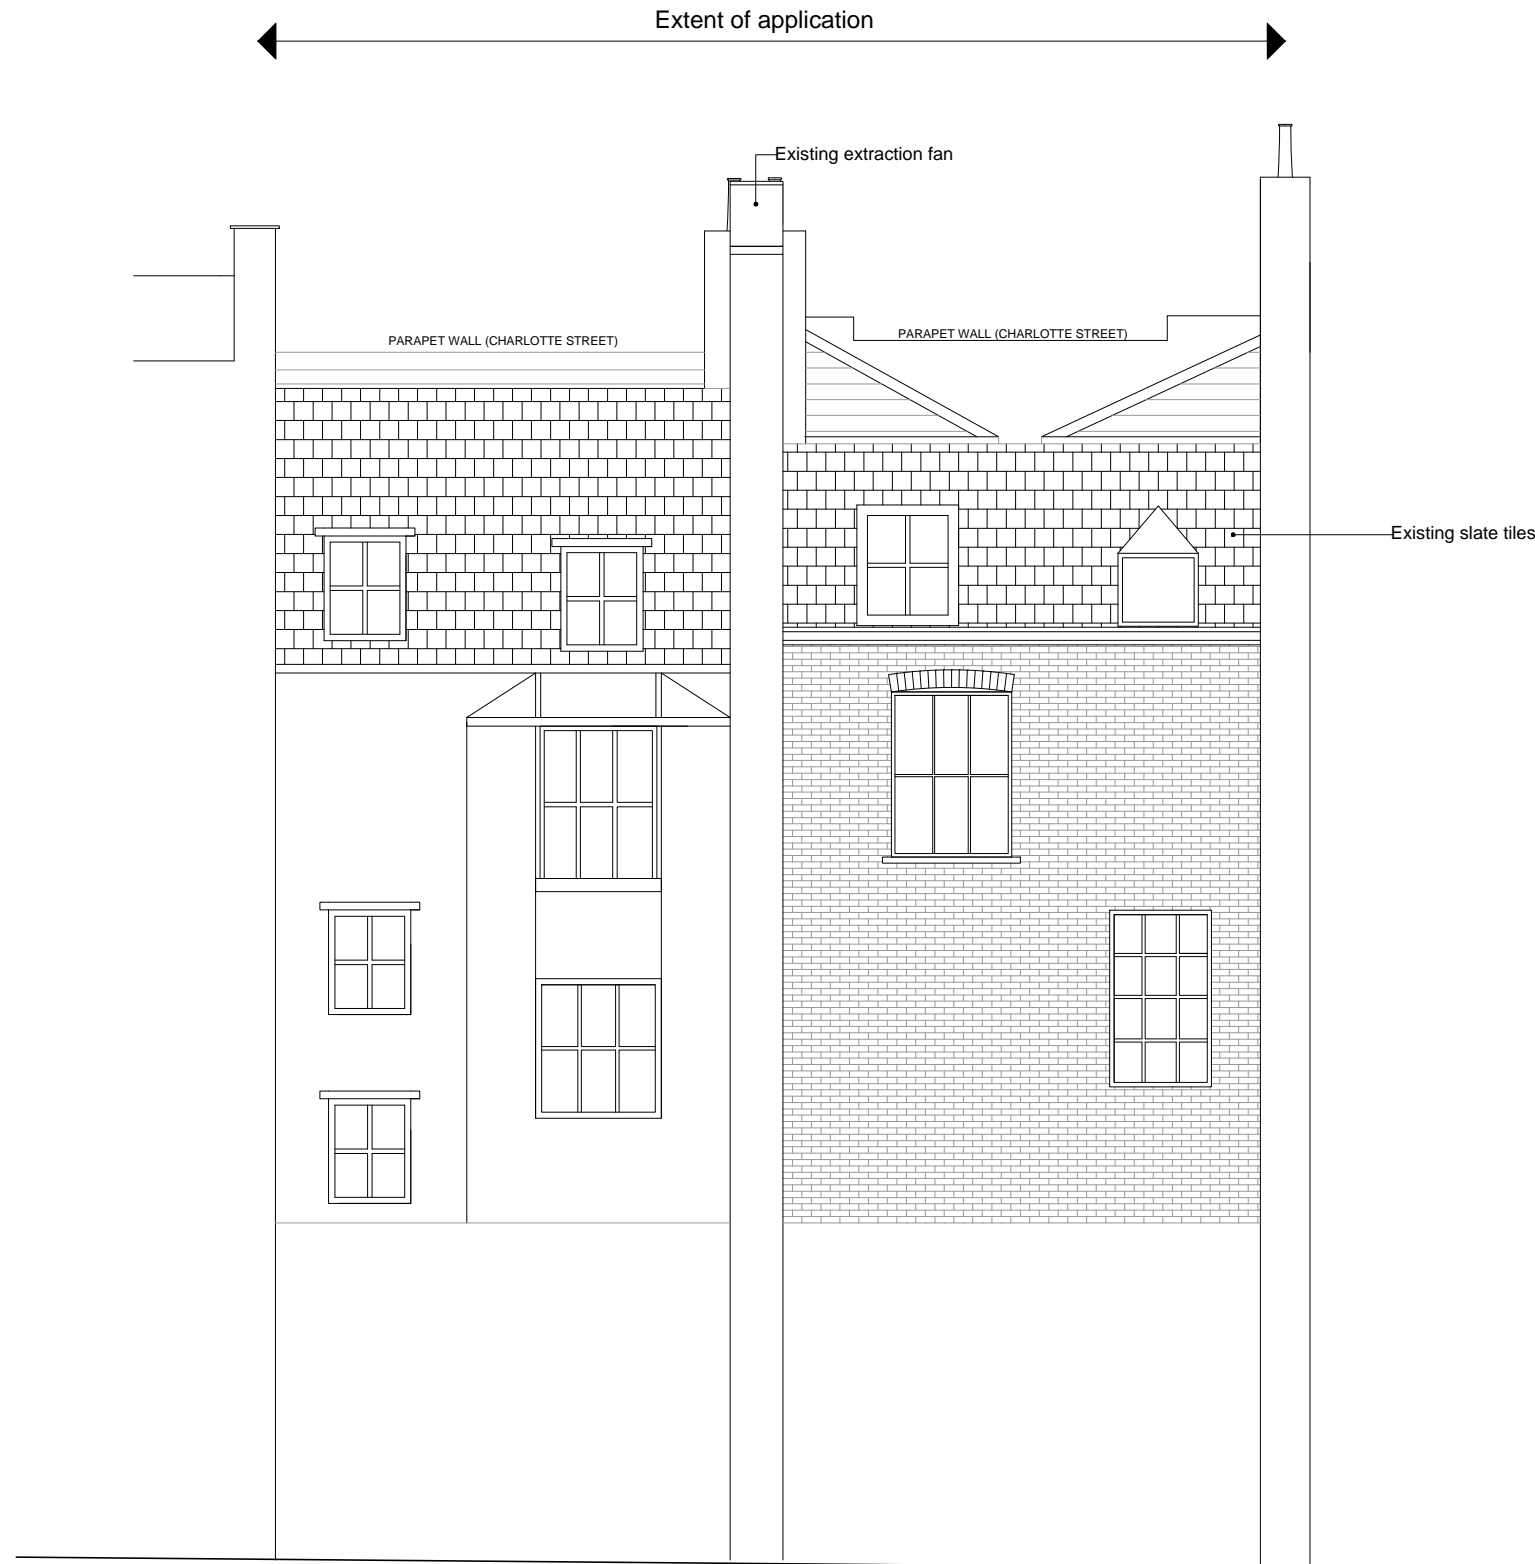 Extent of application
Existing extraction fan
PARAPET WALL (CHARLOTTE STREET)
PARAPET WALL (CHARLOTTE STREET)
Existing slate tiles